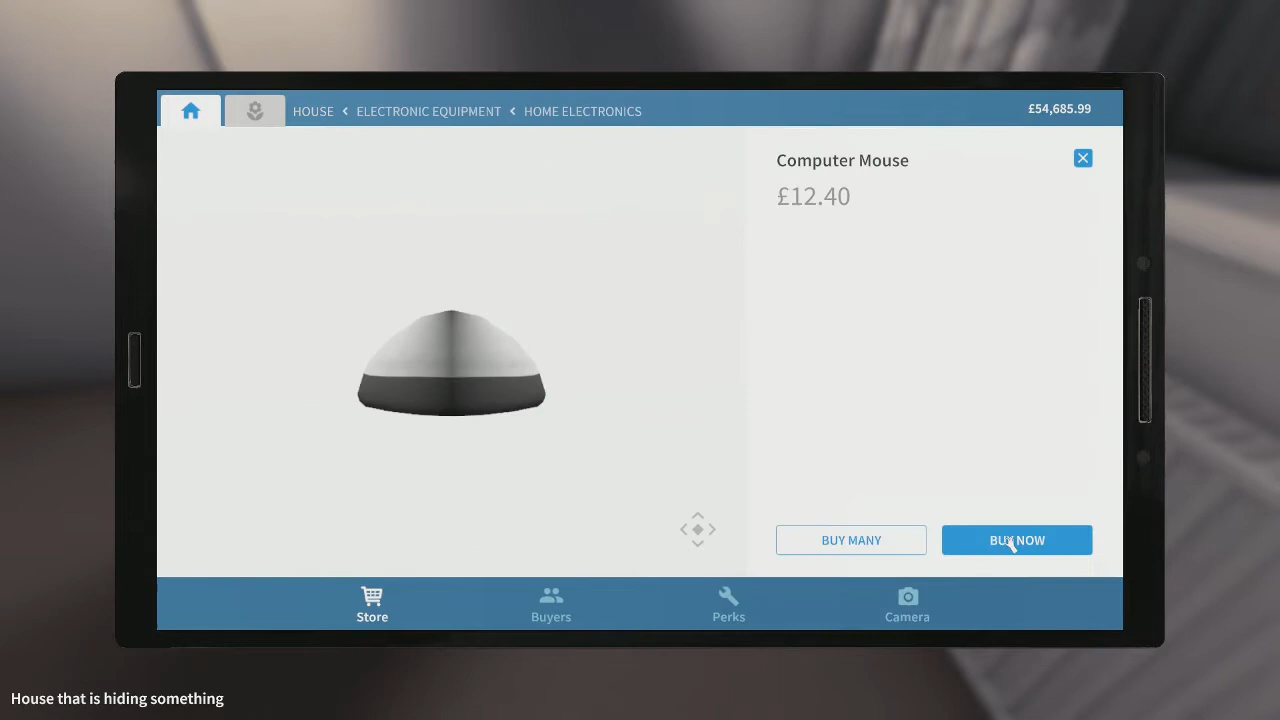 HOUSE < ELECTRONIC EQUIPMENT < HOME ELECTRONICS
£54,685.99
Computer Mouse
£12.40
BUY MANY
BUY NOW
Store
Buyers
Perks
Camera
House that is hiding something